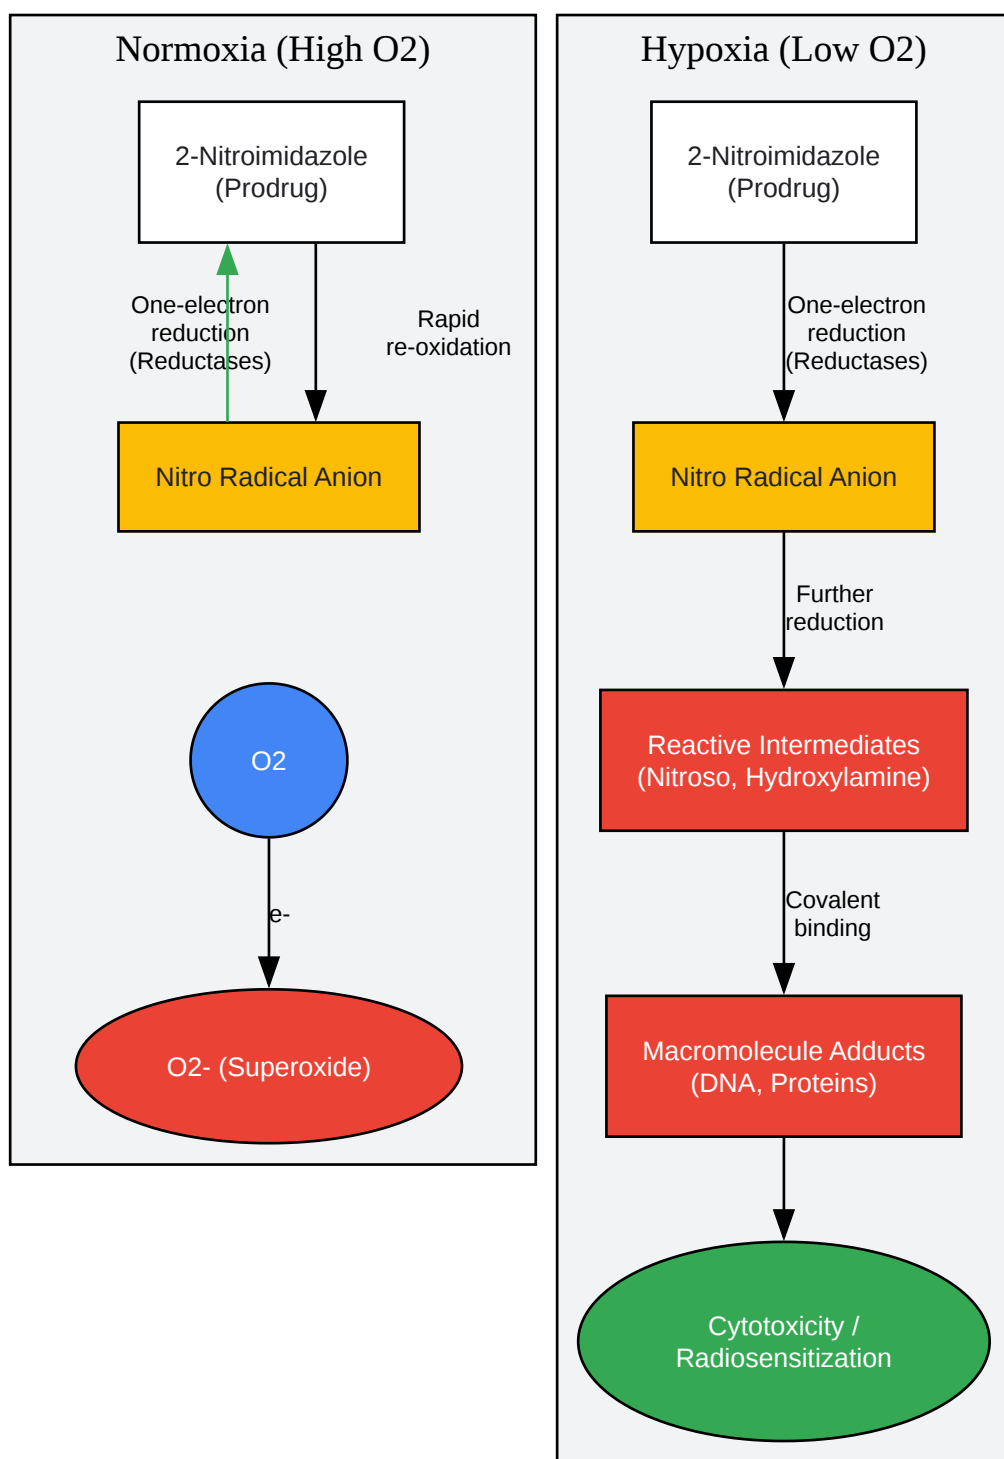 Normoxia (High O2)
2-Nitroimidazole
(Prodrug)
One-electron
reduction
(Reductases)
Rapid
re-oxidation
Nitro Radical Anion
O2
e-
O2- (Superoxide)
Hypoxia (Low O2)
2-Nitroimidazole
(Prodrug)
One-electron
reduction
(Reductases)
Nitro Radical Anion
Further
reduction
Reactive Intermediates
(Nitroso, Hydroxylamine)
Covalent
binding
Macromolecule Adducts
(DNA, Proteins)
Cytotoxicity /
Radiosensitization